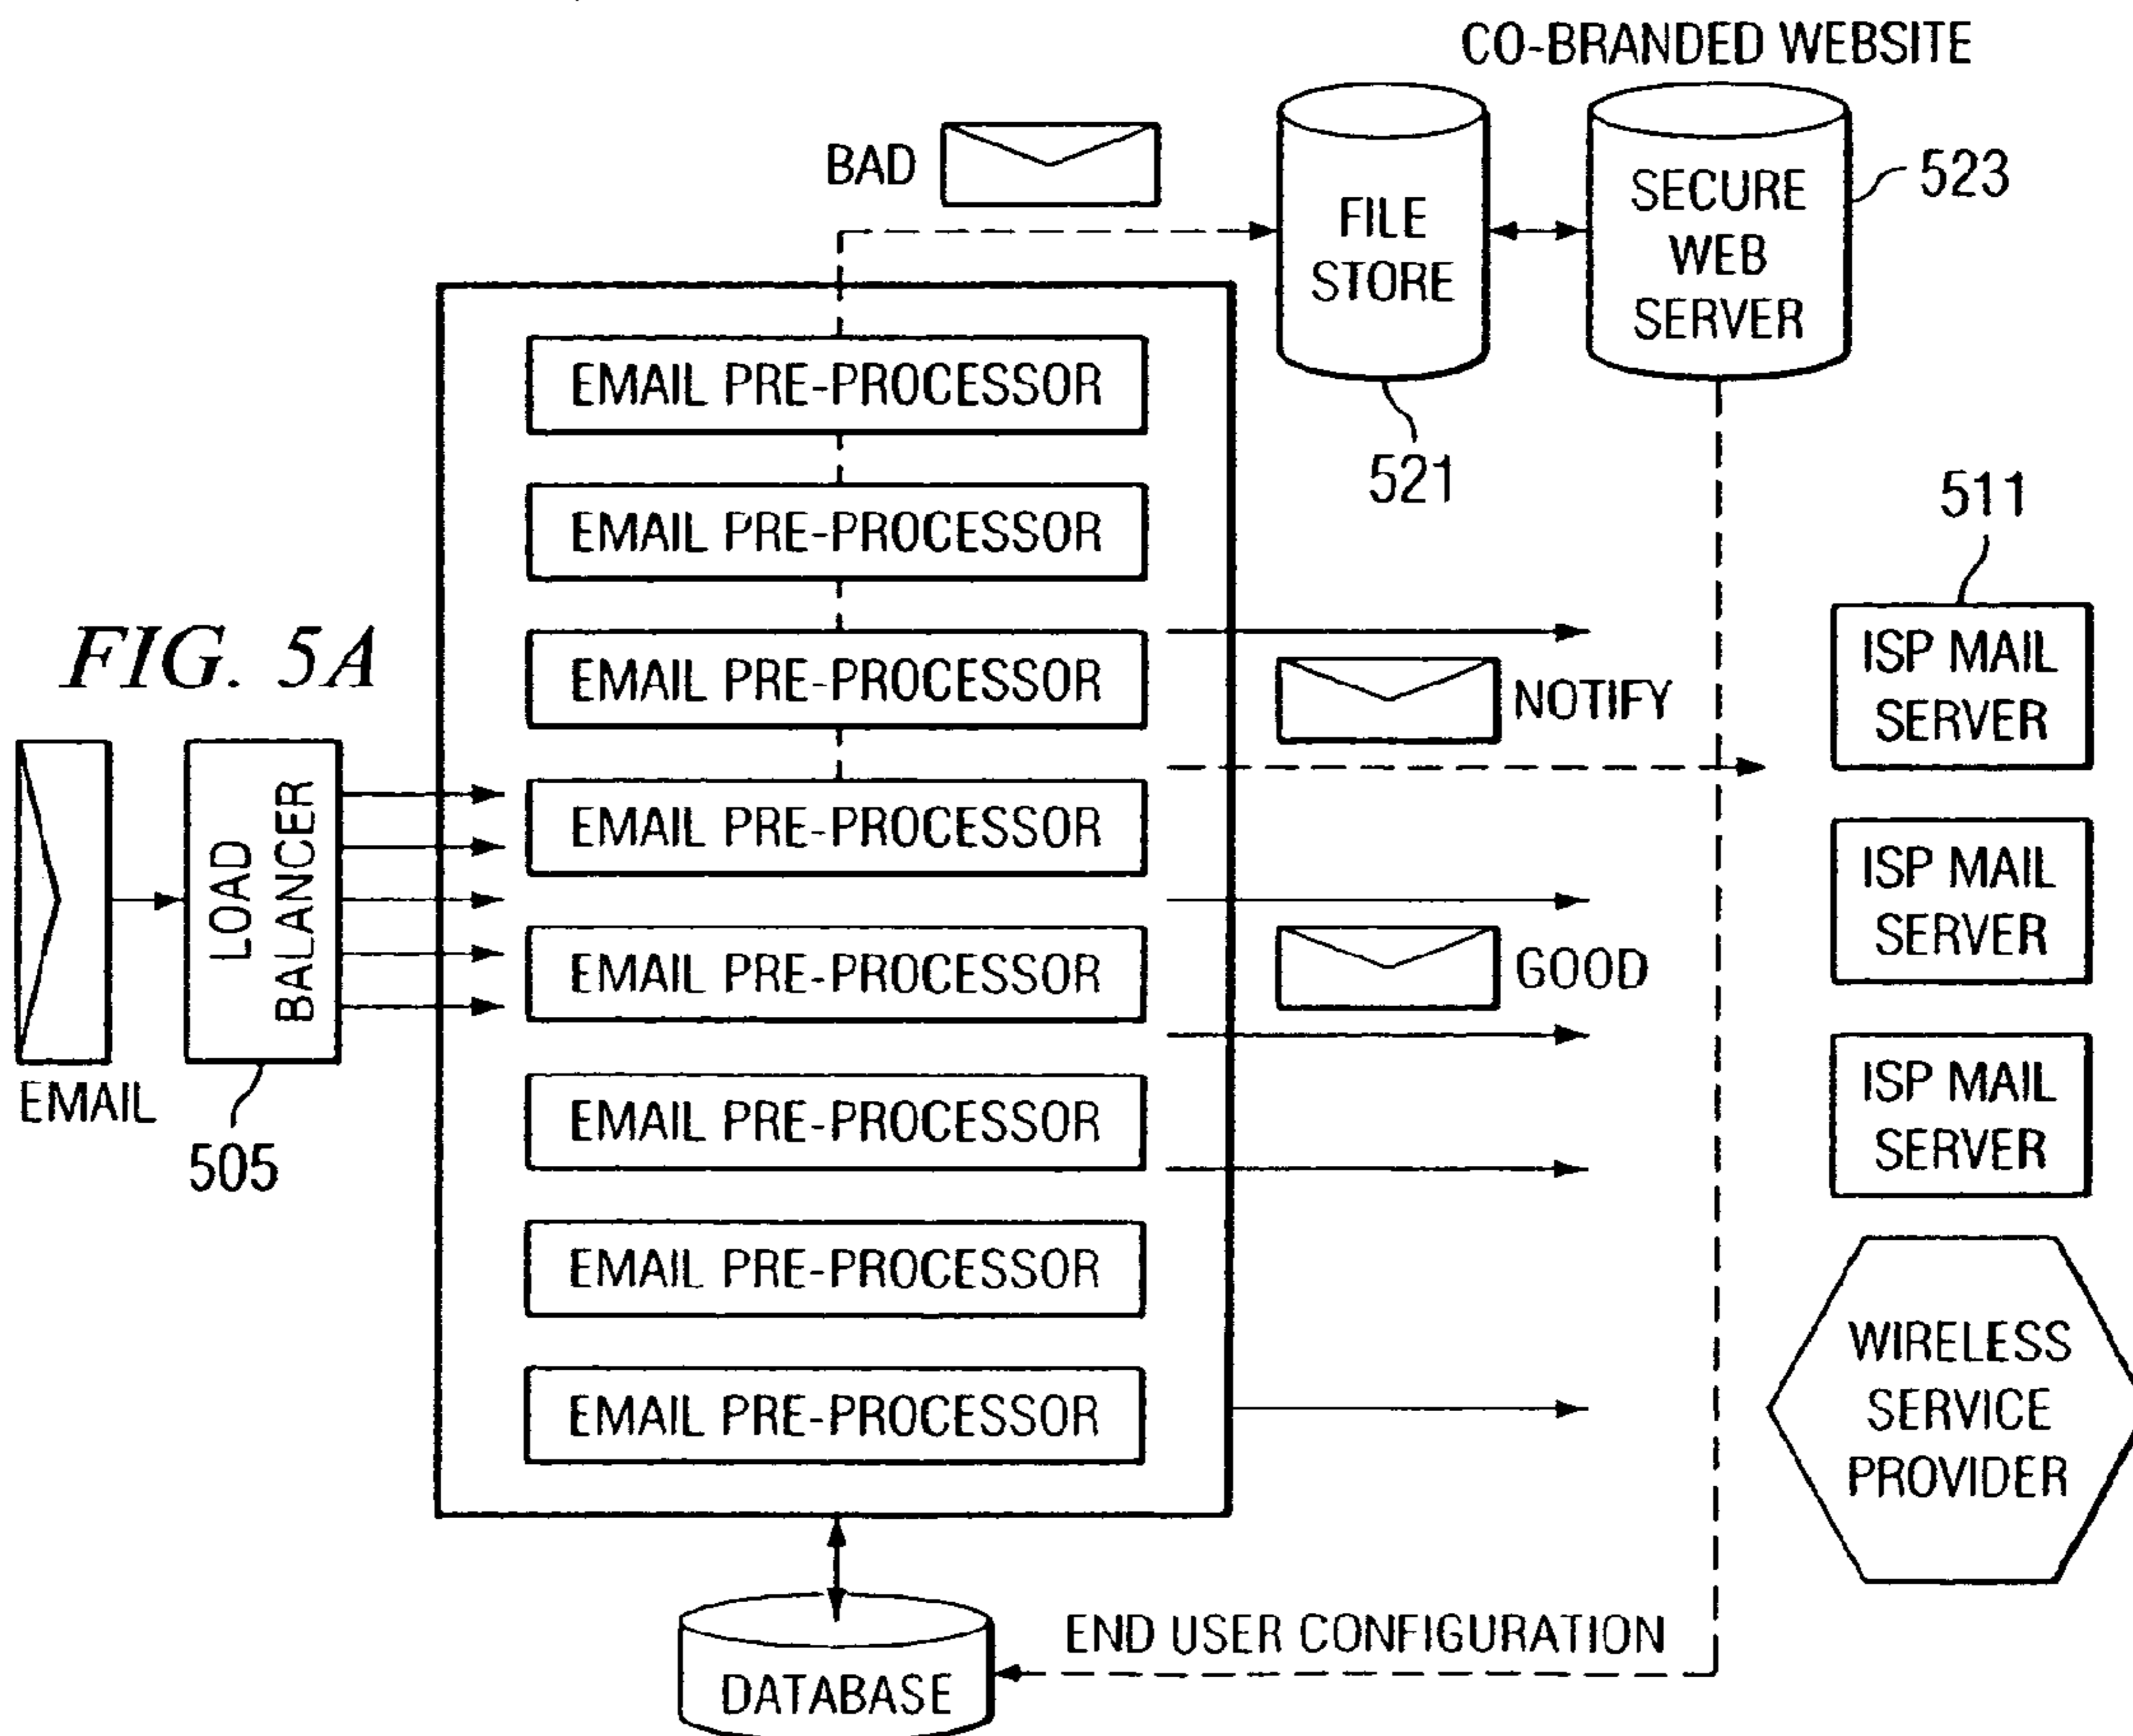 CO-BRANDED WEBSITE
BAD
FILE
STORE
SECURE
WEB
SERVER
523
521
511
EMAIL PRE-PROCESSOR
EMAIL PRE-PROCESSOR
EMAIL PRE-PROCESSOR
EMAIL PRE-PROCESSOR
EMAIL PRE-PROCESSOR
EMAIL PRE-PROCESSOR
EMAIL PRE-PROCESSOR
EMAIL PRE-PROCESSOR
FIG. 5A
NOTIFY
GOOD
ISP MAIL
SERVER
ISP MAIL
SERVER
ISP MAIL
SERVER
LOAD
BALANCER
EMAIL
505
WIRELESS
SERVICE
PROVIDER
END USER CONFIGURATION
DATABASE